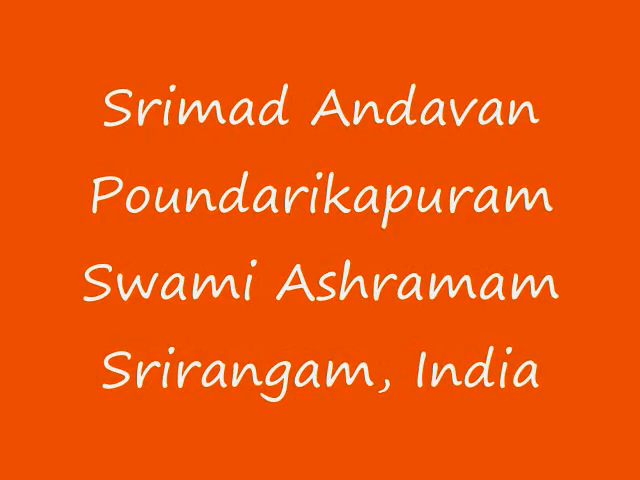 Srimad Andavan
Poundarikapuram
Swami Ashramam
Srirangam, India